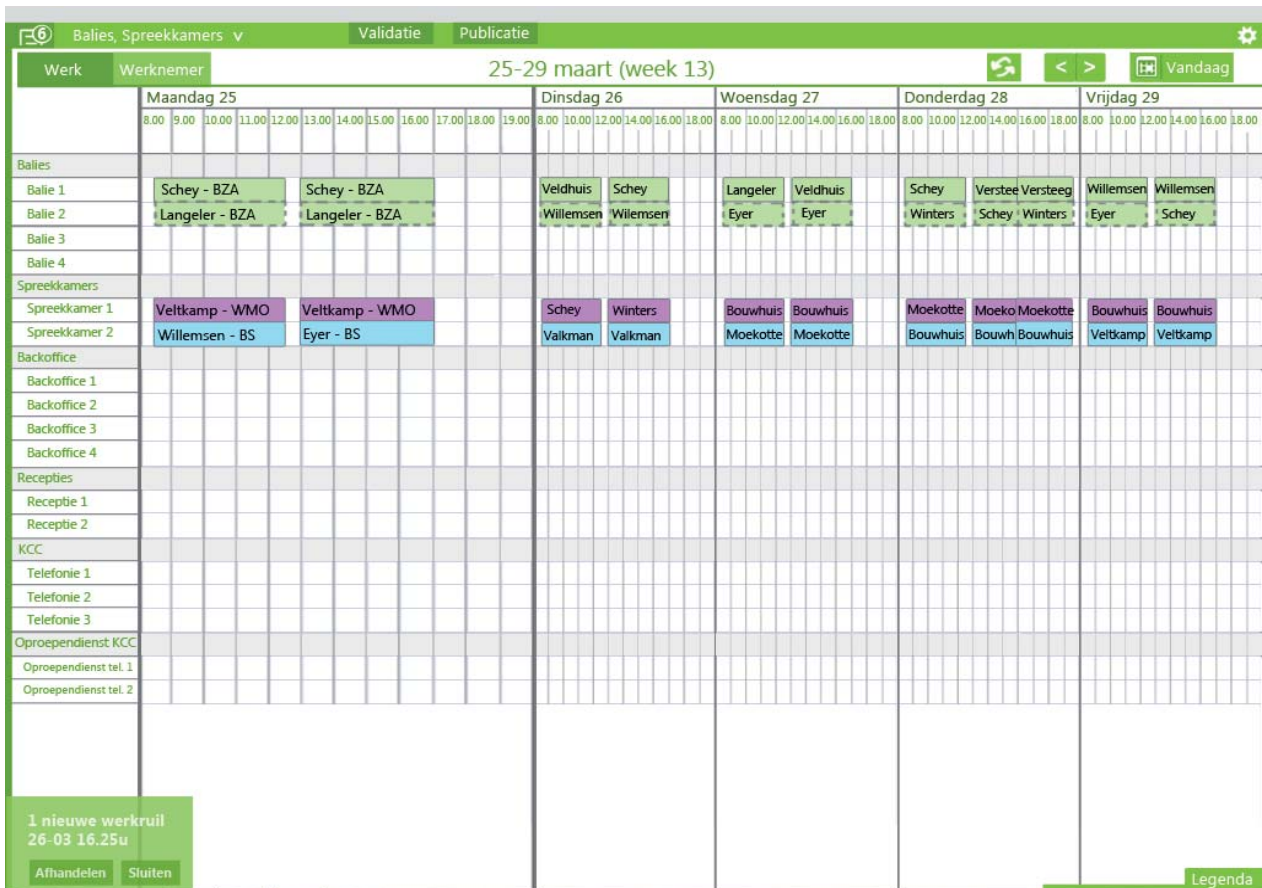 6 Balies, Spreekkamers v Validatie Publicatie
Werk Werknemer 25-29 maart (week 13) < > Vandaag
Maandag 25 Dinsdag 26 Woensdag 27 Donderdag 28 Vrijdag 29
8.00 9.00 10.00 11.00 12.00 13.00 14.00 15.00 16.00 17.00 18.00 19.00 8.00 10.00 12.00 14.00 16.00 18.00 8.00 10.00 12.00 14.00 16.00 18.00 8.00 10.00 12.00 14.00 16.00 18.00 8.00 10.00 12.00 14.00 16.00 18.00
Balies
Balie 1 Schey - BZA Schey - BZA Veldhuis Schey Langeler Veldhuis Schey Verstee Versteeg Willemsen Willemsen
Balie 2 Langeler - BZA Langeler - BZA Willemsen Wilemsen Eyer Eyer Winters Schey Winters Eyer Schey
Balie 3
Balie 4
Spreekkamers
Spreekkamer 1 Veltkamp - WMO Veltkamp - WMO Schey Winters Bouwhuis Bouwhuis Moekotte Moeko Moekotte Bouwhuis Bouwhuis
Spreekkamer 2 Willemsen - BS Eyer - BS Valkman Valkman Moekotte Moekotte Bouwhuis Bouwh Bouwhuis Veltkamp Veltkamp
Backoffice
Backoffice 1
Backoffice 2
Backoffice 3
Backoffice 4
Recepties
Receptie 1
Receptie 2
KCC
Telefonie 1
Telefonie 2
Telefonie 3
Oproependienst KCC
Oproependienst tel. 1
Oproependienst tel. 2
1 nieuwe werkruil
26-03 16.25u
Afhandelen Sluiten
Legenda